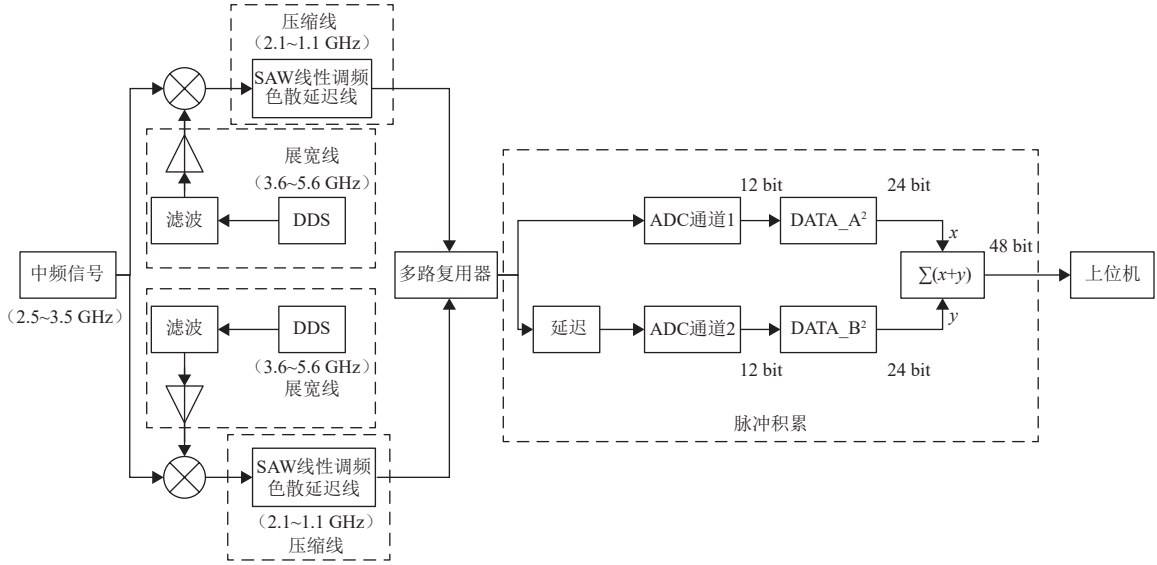 压缩线
（2.1~1.1 GHz）
SAW线性调频
色散延迟线
展宽线
（3.6~5.6 GHz）
滤波
DDS
中频信号
（2.5~3.5 GHz）
滤波
DDS
（3.6~5.6 GHz）
展宽线
SAW线性调频
色散延迟线
（2.1~1.1 GHz）
压缩线
多路复用器
12 bit
24 bit
ADC通道1
DATA_A²
x
48 bit
∑(x+y)
上位机
延迟
ADC通道2
DATA_B²
y
12 bit
24 bit
脉冲积累